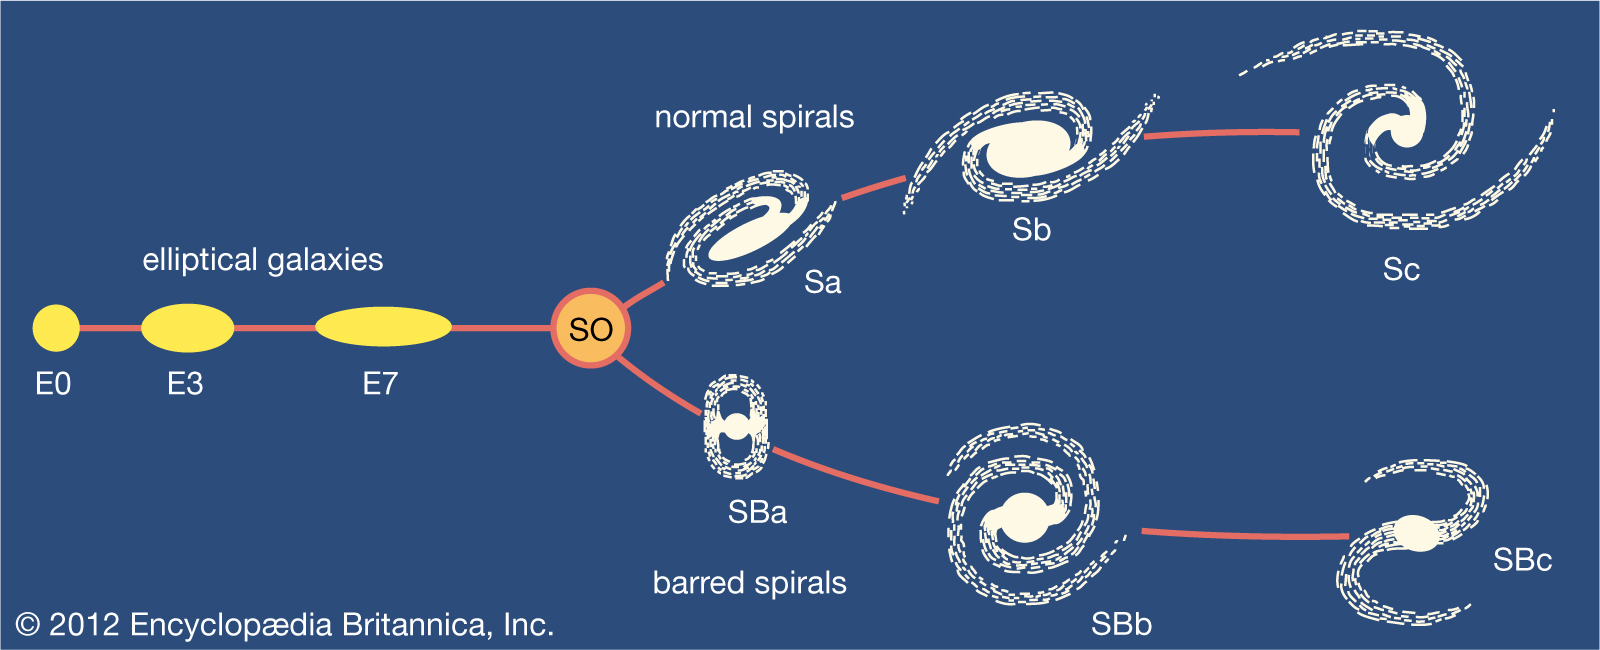 normal spirals
Sb
Sc
elliptical galaxies
Sa
SO
E0
E3
E7
SBa
SBc
barred spirals
SBb
© 2012 Encyclopædia Britannica, Inc.